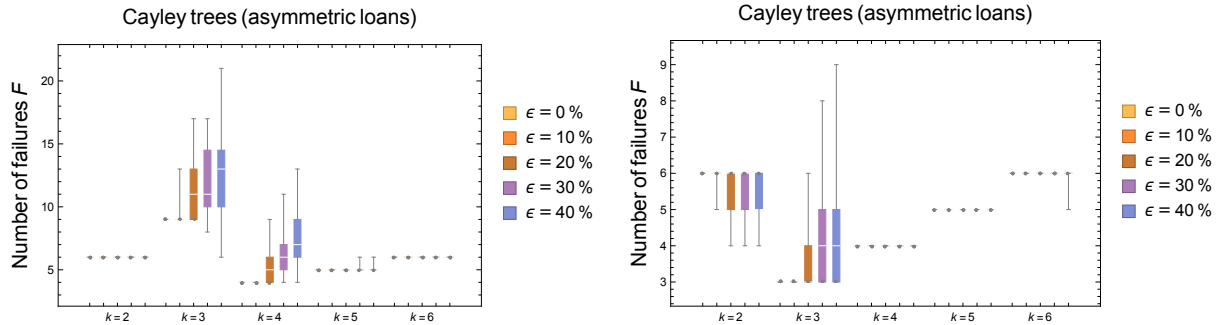 Cayley trees (asymmetric loans)
Number of failures F
20
15
10
5
k = 2
k = 3
k = 4
k = 5
k = 6
ϵ = 0 %
ϵ = 10 %
ϵ = 20 %
ϵ = 30 %
ϵ = 40 %
Cayley trees (asymmetric loans)
Number of failures F
9
8
7
6
5
4
3
k = 2
k = 3
k = 4
k = 5
k = 6
ϵ = 0 %
ϵ = 10 %
ϵ = 20 %
ϵ = 30 %
ϵ = 40 %